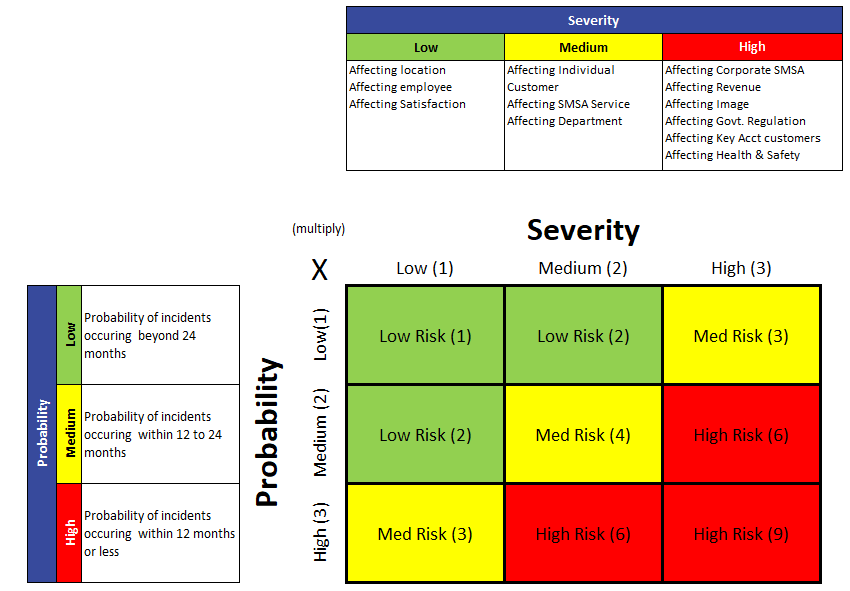 Severity
Low
Medium
High
Affecting location
Affecting employee
Affecting Satisfaction
Affecting Individual
Customer
Affecting SMSA Service
Affecting Department
Affecting Corporate SMSA
Affecting Revenue
Affecting Image
Affecting Govt. Regulation
Affecting Key Acct customers
Affecting Health & Safety
(multiply)
Severity
X
Low (1)
Medium (2)
High (3)
Probability
Low
Probability of incidents
occuring beyond 24
months
Medium
Probability of incidents
occuring within 12 to 24
months
High
Probability of incidents
occuring within 12 months
or less
Probability
Low(1)
Low Risk (1)
Low Risk (2)
Med Risk (3)
Medium (2)
Low Risk (2)
Med Risk (4)
High Risk (6)
High (3)
Med Risk (3)
High Risk (6)
High Risk (9)